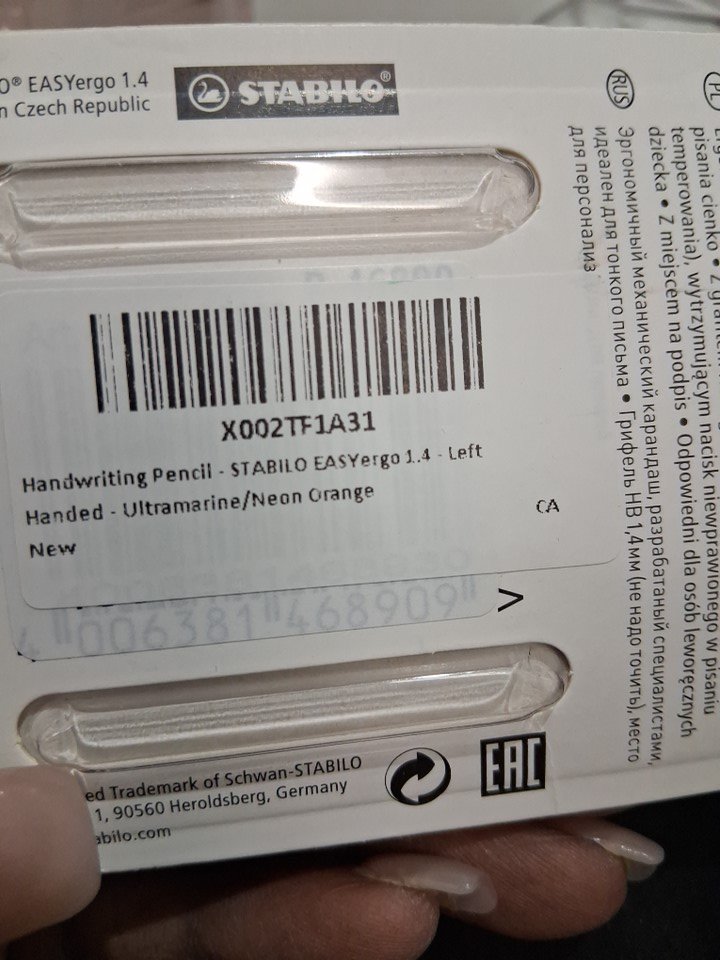 O® EASYergo 1.4
n Czech Republic
STABILO®
X002TF1A31
Handwriting Pencil - STABILO EASYergo 1.4 - Left
Handed - Ultramarine/Neon Orange
New
CA
4 006381 468909 >
ed Trademark of Schwan-STABILO
1, 90560 Heroldsberg, Germany
abilo.com
EAC
RUS
Эргономичный механический карандаш, разрабатаный специалистами,
идеален для тонкого письма • Грифель HB 1,4мм (не надо точить), место
для персонализ
PL
pisania cienko • Z
temperowania), wytrzymującym nacisk niewprawionego w pisaniu
dziecka • Z miejscem na podpis • Odpowiedni dla osób leworęcznych